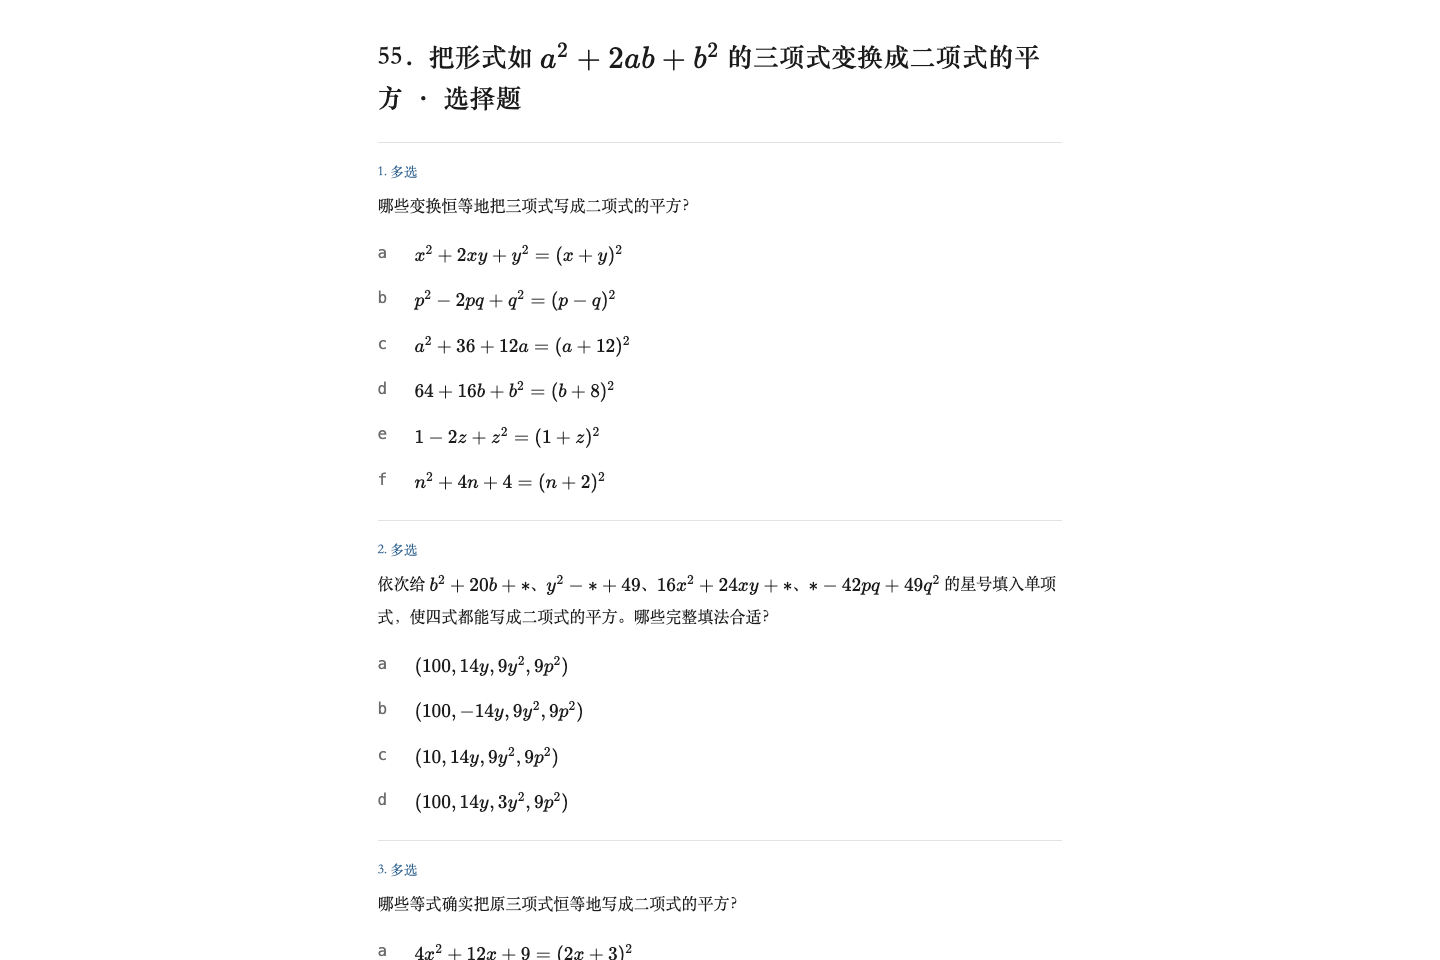 55. 把形式如 a² + 2ab + b² 的三项式变换成二项式的平
方 · 选择题
1. 多选
哪些变换恒等地把三项式写成二项式的平方?
a x² + 2xy + y² = (x + y)²
b p² − 2pq + q² = (p − q)²
c a² + 36 + 12a = (a + 12)²
d 64 + 16b + b² = (b + 8)²
e 1 − 2z + z² = (1 + z)²
f n² + 4n + 4 = (n + 2)²
2. 多选
依次给 b² + 20b + ∗、y² − ∗ + 49、16x² + 24xy + ∗、∗ − 42pq + 49q² 的星号填入单项
式，使四式都能写成二项式的平方。哪些完整填法合适?
a (100, 14y, 9y², 9p²)
b (100, −14y, 9y², 9p²)
c (10, 14y, 9y², 9p²)
d (100, 14y, 3y², 9p²)
3. 多选
哪些等式确实把原三项式恒等地写成二项式的平方?
a 4x² + 12x + 9 = (2x + 3)²